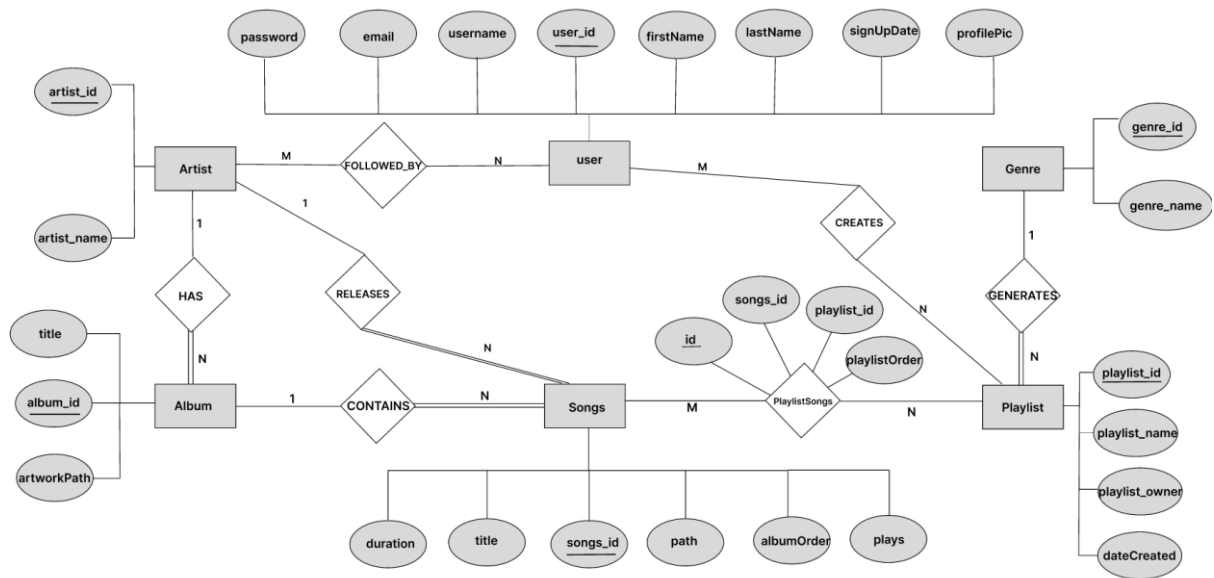 password
email
username
user_id
firstName
lastName
signUpDate
profilePic
artist_id
genre_id
M
FOLLOWED_BY
N
user
M
Artist
Genre
genre_name
1
1
CREATES
1
artist_name
HAS
RELEASES
songs_id
playlist_id
GENERATES
title
id
playlistOrder
N
N
N
N
playlist_id
album_id
Album
1
CONTAINS
N
Songs
M
PlaylistSongs
N
Playlist
playlist_name
artworkPath
playlist_owner
duration
title
songs_id
path
albumOrder
plays
dateCreated